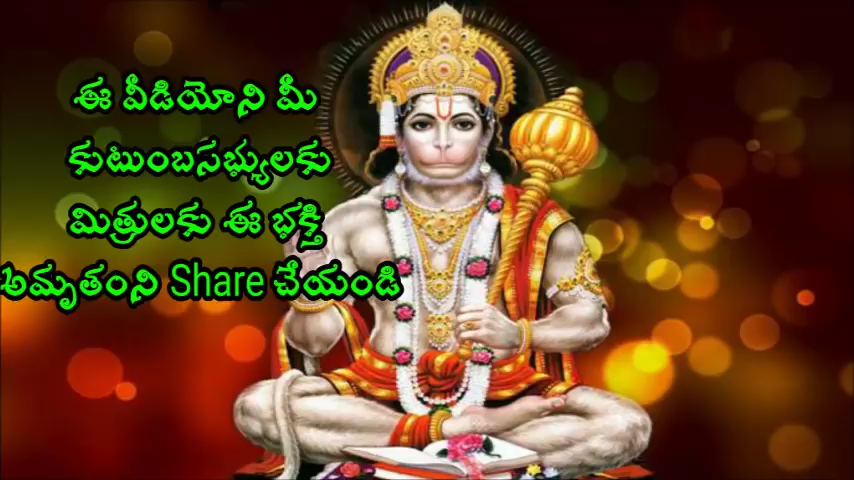 ఈ వీడియోని మీ
కుటుంబసభ్యులకు
మిత్రులకు ఈ భక్తి
అమృతంని Share చేయండి